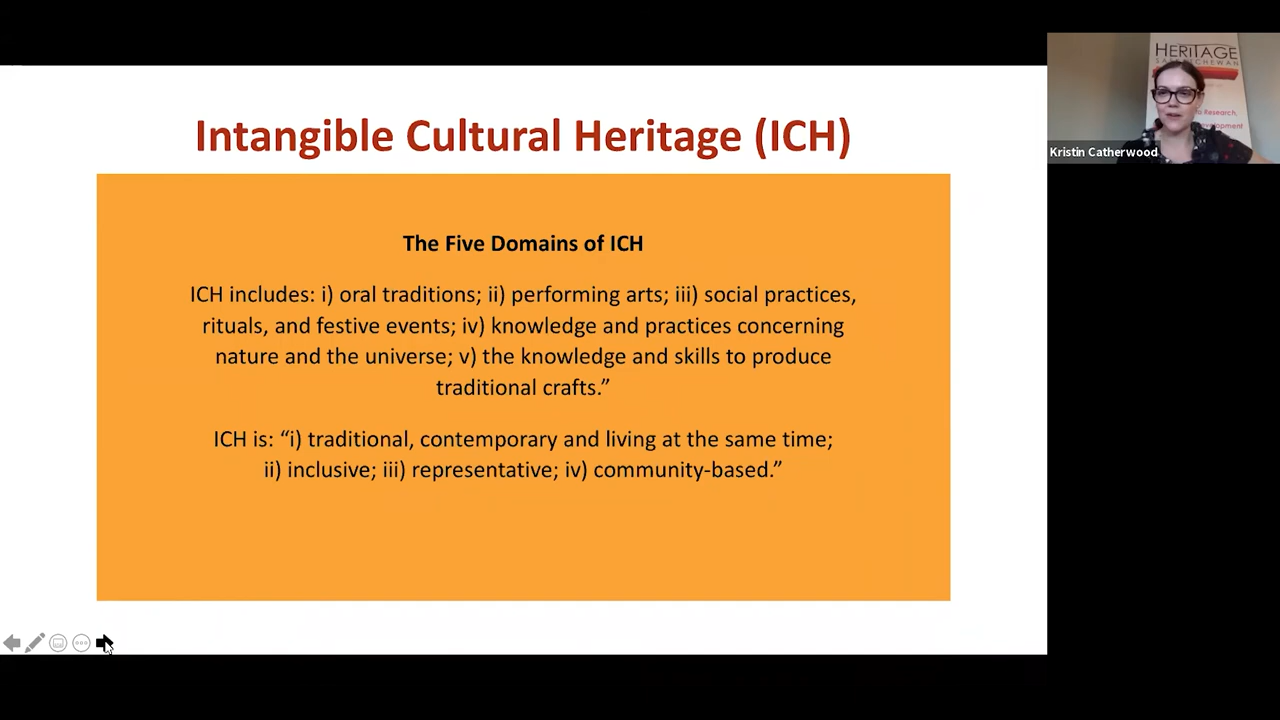 Intangible Cultural Heritage (ICH)
The Five Domains of ICH
ICH includes: i) oral traditions; ii) performing arts; iii) social practices,
rituals, and festive events; iv) knowledge and practices concerning
nature and the universe; v) the knowledge and skills to produce
traditional crafts.”
ICH is: “i) traditional, contemporary and living at the same time;
ii) inclusive; iii) representative; iv) community-based.”
HERITAGE
Research,
Kristin Catherwood